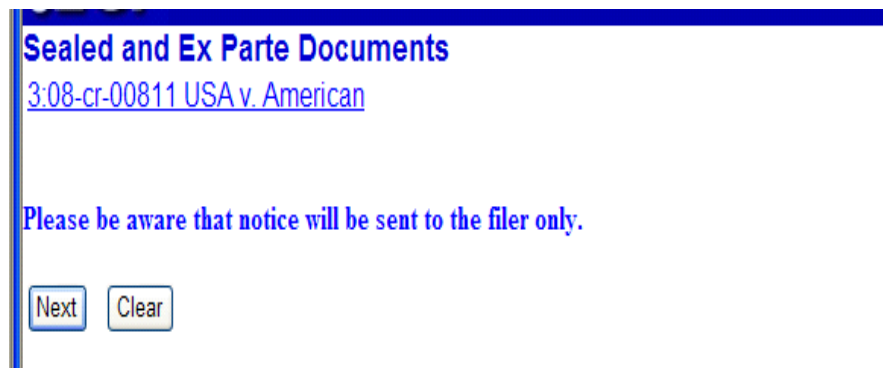 Sealed and Ex Parte Documents
3:08-cr-00811 USA v. American
Please be aware that notice will be sent to the filer only.
Next Clear